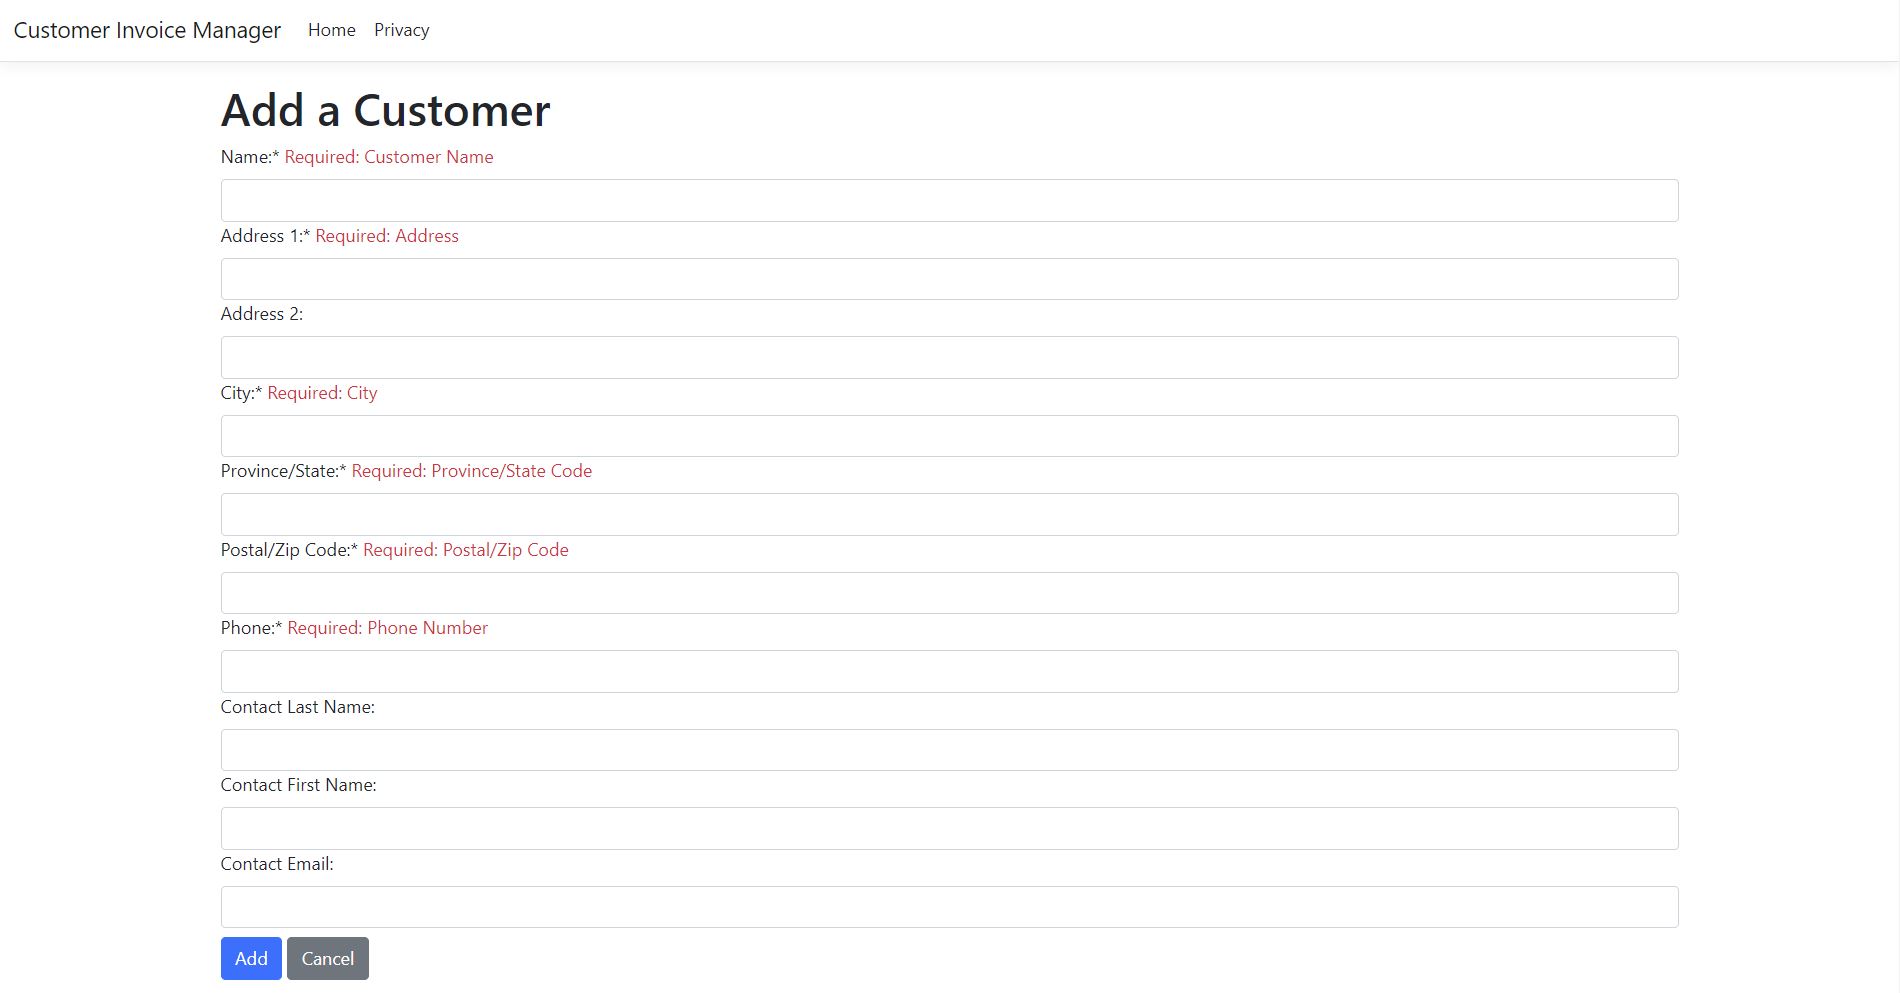 Customer Invoice Manager Home Privacy
Add a Customer
Name:* Required: Customer Name
Address 1:* Required: Address
Address 2:
City:* Required: City
Province/State:* Required: Province/State Code
Postal/Zip Code:* Required: Postal/Zip Code
Phone:* Required: Phone Number
Contact Last Name:
Contact First Name:
Contact Email:
Add Cancel